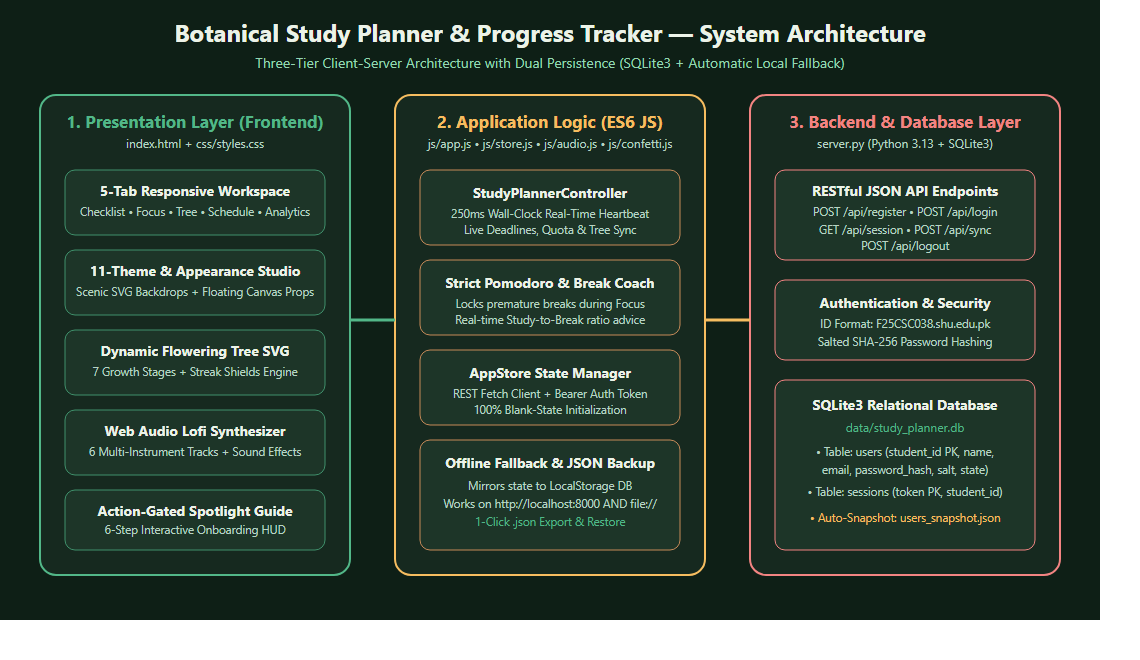 Botanical Study Planner & Progress Tracker — System Architecture
Three-Tier Client-Server Architecture with Dual Persistence (SQLite3 + Automatic Local Fallback)
1. Presentation Layer (Frontend)
index.html + css/styles.css
5-Tab Responsive Workspace
Checklist • Focus • Tree • Schedule • Analytics
11-Theme & Appearance Studio
Scenic SVG Backdrops + Floating Canvas Props
Dynamic Flowering Tree SVG
7 Growth Stages + Streak Shields Engine
Web Audio Lofi Synthesizer
6 Multi-Instrument Tracks + Sound Effects
Action-Gated Spotlight Guide
6-Step Interactive Onboarding HUD
2. Application Logic (ES6 JS)
js/app.js • js/store.js • js/audio.js • js/confetti.js
StudyPlannerController
250ms Wall-Clock Real-Time Heartbeat
Live Deadlines, Quota & Tree Sync
Strict Pomodoro & Break Coach
Locks premature breaks during Focus
Real-time Study-to-Break ratio advice
AppStore State Manager
REST Fetch Client + Bearer Auth Token
100% Blank-State Initialization
Offline Fallback & JSON Backup
Mirrors state to LocalStorage DB
Works on http://localhost:8000 AND file://
1-Click .json Export & Restore
3. Backend & Database Layer
server.py (Python 3.13 + SQLite3)
RESTful JSON API Endpoints
POST /api/register • POST /api/login
GET /api/session • POST /api/sync
POST /api/logout
Authentication & Security
ID Format: F25CSC038.shu.edu.pk
Salted SHA-256 Password Hashing
SQLite3 Relational Database
data/study_planner.db
• Table: users (student_id PK, name,
email, password_hash, salt, state)
• Table: sessions (token PK, student_id)
• Auto-Snapshot: users_snapshot.json